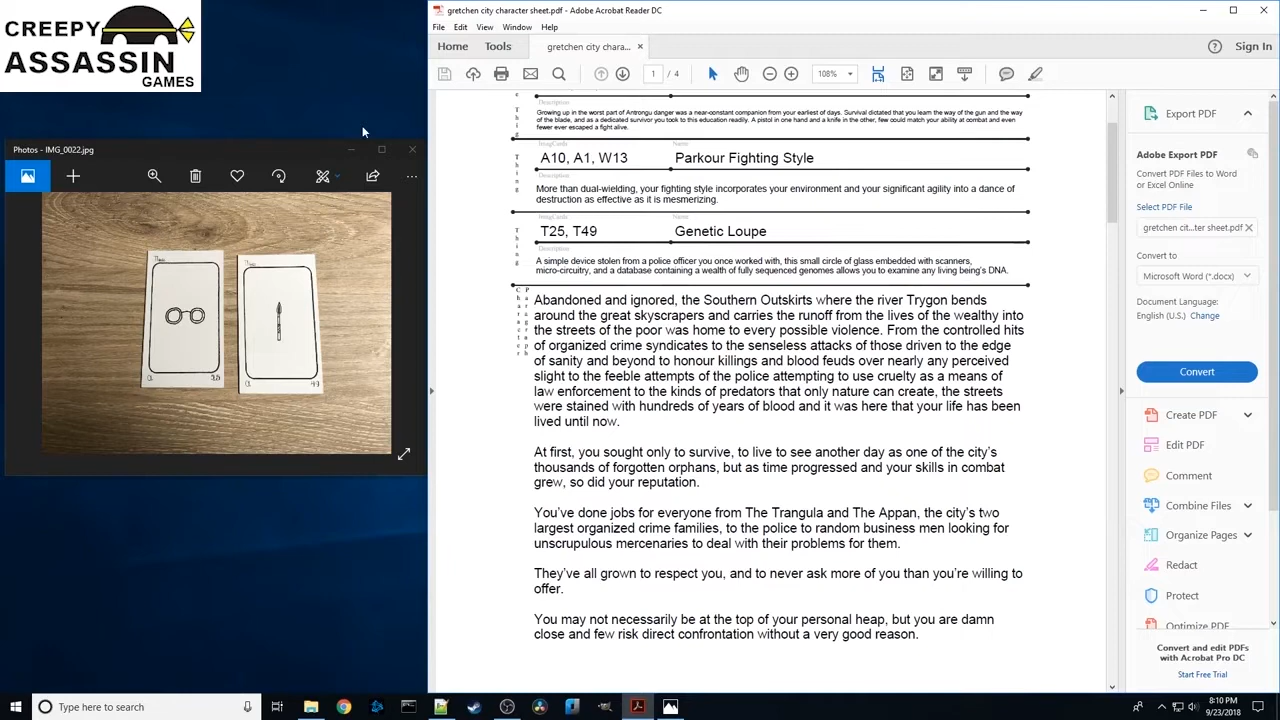 CREEPY
ASSASSIN
GAMES
gretchen city character sheet.pdf - Adobe Acrobat Reader DC
File Edit View Window Help
Home Tools gretchen city chara... × Sign In
1 / 4 108%
Description
Growing up in the worst part of Antrongu danger was a near-constant companion from your earliest of days. Survival dictated that you learn the way of the gun and the way
of the blade, and as a dedicated survivor you took to this education readily. A pistol in one hand and a knife in the other, few could match your ability at combat and even
fewer ever escaped a fight alive.
Thing
ImagCards Name
A10, A1, W13 Parkour Fighting Style
Description
More than dual-wielding, your fighting style incorporates your environment and your significant agility into a dance of
destruction as effective as it is mesmerizing.
Thing
ImagCards Name
T25, T49 Genetic Loupe
Description
A simple device stolen from a police officer you once worked with, this small circle of glass embedded with scanners,
micro-circuitry, and a database containing a wealth of fully sequenced genomes allows you to examine any living being's DNA.
Character
Paragraph
Abandoned and ignored, the Southern Outskirts where the river Trygon bends
around the great skyscrapers and carries the runoff from the lives of the wealthy into
the streets of the poor was home to every possible violence. From the controlled hits
of organized crime syndicates to the senseless attacks of those driven to the edge
of sanity and beyond to honour killings and blood feuds over nearly any perceived
slight to the feeble attempts of the police attempting to use cruelty as a means of
law enforcement to the kinds of predators that only nature can create, the streets
were stained with hundreds of years of blood and it was here that your life has been
lived until now.
At first, you sought only to survive, to live to see another day as one of the city's
thousands of forgotten orphans, but as time progressed and your skills in combat
grew, so did your reputation.
You've done jobs for everyone from The Trangula and The Appan, the city's two
largest organized crime families, to the police to random business men looking for
unscrupulous mercenaries to deal with their problems for them.
They've all grown to respect you, and to never ask more of you than you're willing to
offer.
You may not necessarily be at the top of your personal heap, but you are damn
close and few risk direct confrontation without a very good reason.
Photos - IMG_0022.jpg
Export PDF
Adobe Export PDF
Convert PDF Files to Word
or Excel Online
Select PDF File
gretchen cit...ter sheet.pdf ×
Convert to
Microsoft Word (*.docx)
Document Language:
English (U.S.) Change
Convert
Create PDF
Edit PDF
Comment
Combine Files
Organize Pages
Redact
Protect
Optimize PDF
Convert and edit PDFs
with Acrobat Pro DC
Start Free Trial
Type here to search
8:10 PM
9/23/2018